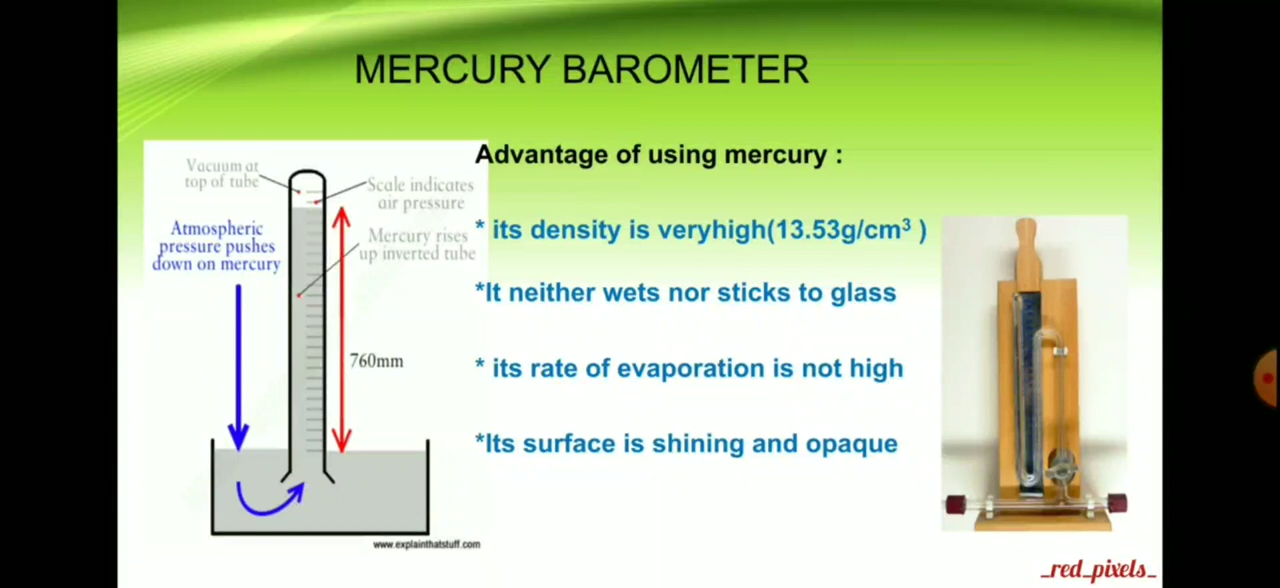 MERCURY BAROMETER
Vacuum at
top of tube
Scale indicates
air pressure
Atmospheric
pressure pushes
down on mercury
Mercury rises
up inverted tube
760mm
www.explainthatstuff.com
Advantage of using mercury :
* its density is veryhigh(13.53g/cm³ )
*It neither wets nor sticks to glass
* its rate of evaporation is not high
*Its surface is shining and opaque
_red_pixels_